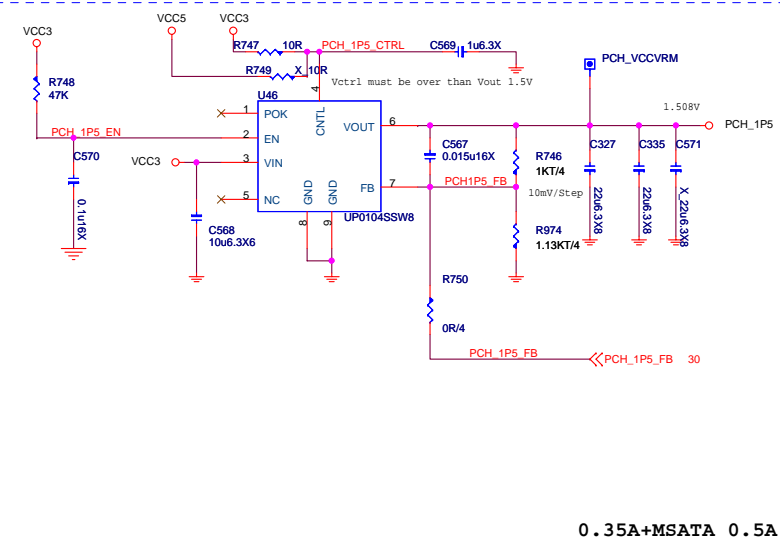 VCC5 VCC3
VCC3
R747 10R PCH_1P5_CTRL C569 1u6.3X
R749 X_10R
PCH_VCCVRM
R748
47K
Vctrl must be over than Vout 1.5V
U46
4
1 POK CNTL
PCH_1P5_EN 2 EN
VOUT 6
1.508V
PCH_1P5
C570
0.1u16X
VCC3 3 VIN
C567
0.015u16X
R746
1KT/4
C327 C335 C571
22u6.3X8 22u6.3X8 X_22u6.3X8
FB 7 PCH1P5_FB
10mV/Step
5 NC
GND GND
8 9
UP0104SSW8
C568
10u6.3X6
R974
1.13KT/4
R750
0R/4
PCH_1P5_FB
PCH_1P5_FB 30
0.35A+MSATA 0.5A